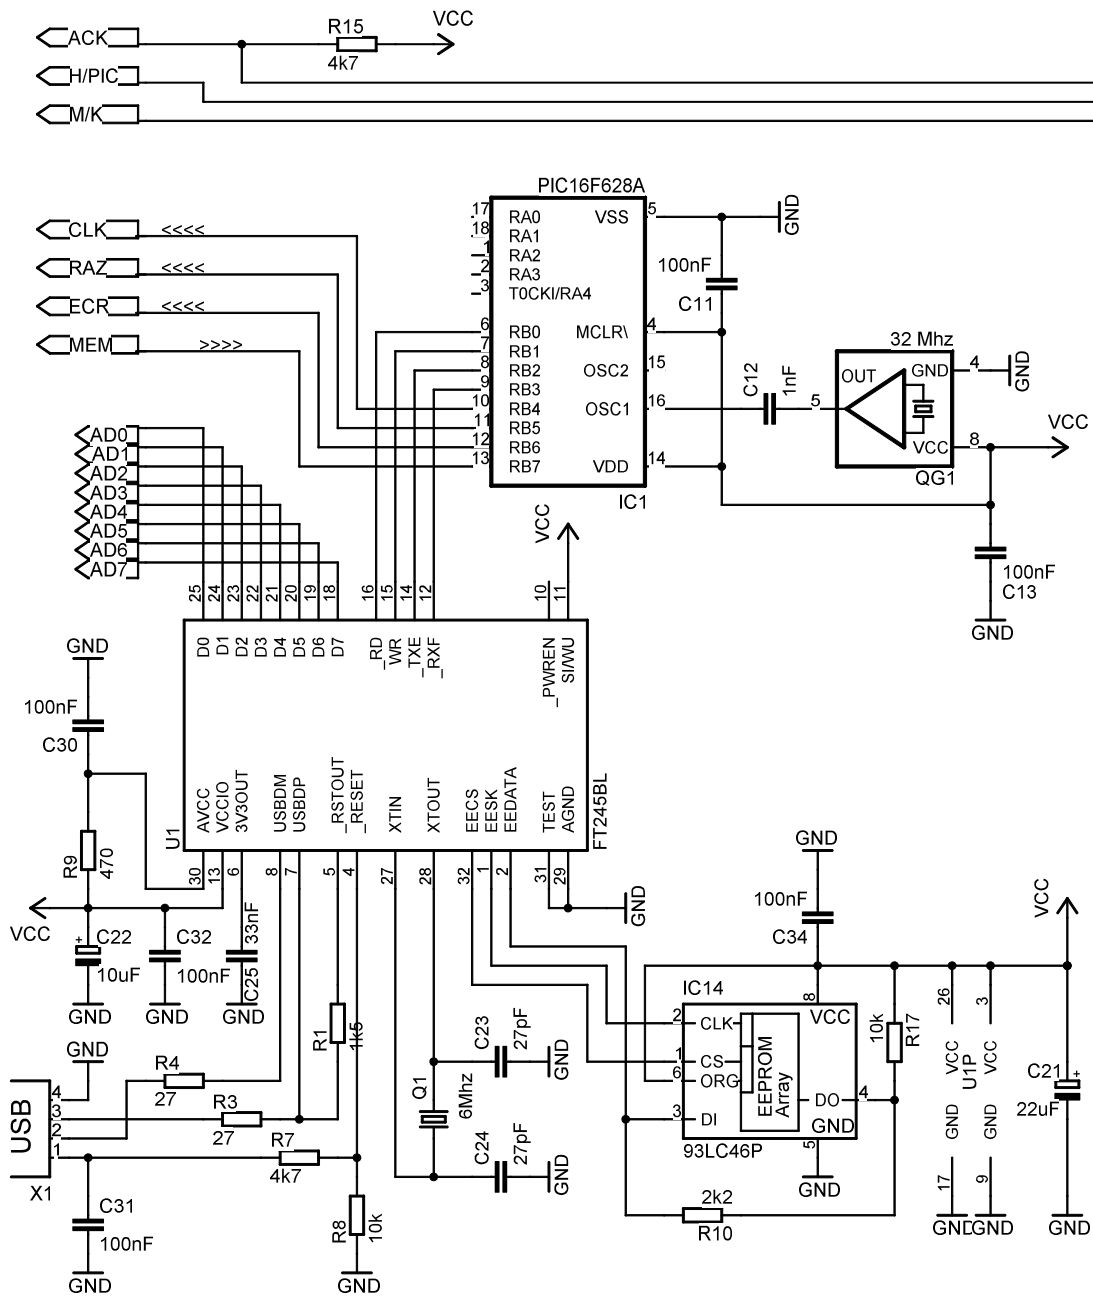 ACK
R15
4k7
VCC
H/PIC
M/K
PIC16F628A
CLK <<<<
RAZ <<<<
ECR <<<<
MEM >>>>
17 RA0
18 RA1
1 RA2
2 RA3
3 T0CKI/RA4
6 RB0
7 RB1
8 RB2
9 RB3
10 RB4
11 RB5
12 RB6
13 RB7
VSS 5
MCLR\ 4
OSC2 15
OSC1 16
VDD 14
IC1
GND
100nF
C11
C12
1nF
32 Mhz
OUT
5
GND 4
GND
VCC 8
VCC
QG1
100nF
C13
GND
AD0
AD1
AD2
AD3
AD4
AD5
AD6
AD7
25
24
23
22
21
20
19
18
16
15
14
12
10
11
VCC
D0
D1
D2
D3
D4
D5
D6
D7
_RD
WR
_TXE
_RXF
_PWREN
SI/WU
GND
100nF
C30
R9
470
VCC
U1
FT245BL
AVCC
VCCIO
3V3OUT
USBDM
USBDP
_RSTOUT
_RESET
XTIN
XTOUT
EECS
EESK
EEDATA
TEST
AGND
30
13
6
8
7
5
4
27
28
32
1
2
31
29
GND
+
C22
10uF
GND
C32
100nF
GND
33nF
C25
GND
R1
1k5
GND
USB
4
3
2
1
X1
R4
27
R3
27
R7
4k7
C31
100nF
GND
R8
10k
GND
Q1
6Mhz
C23
27pF
GND
C24
27pF
GND
GND
100nF
C34
IC14
2 CLK
1 CS
6 ORG
3 DI
EEPROM
Array
8
VCC
DO 4
GND
5
93LC46P
GND
10k
R17
2k2
R10
26
3
VCC
VCC
U1P
GND
GND
17
9
GND
GND
VCC
C21
+
22uF
GND